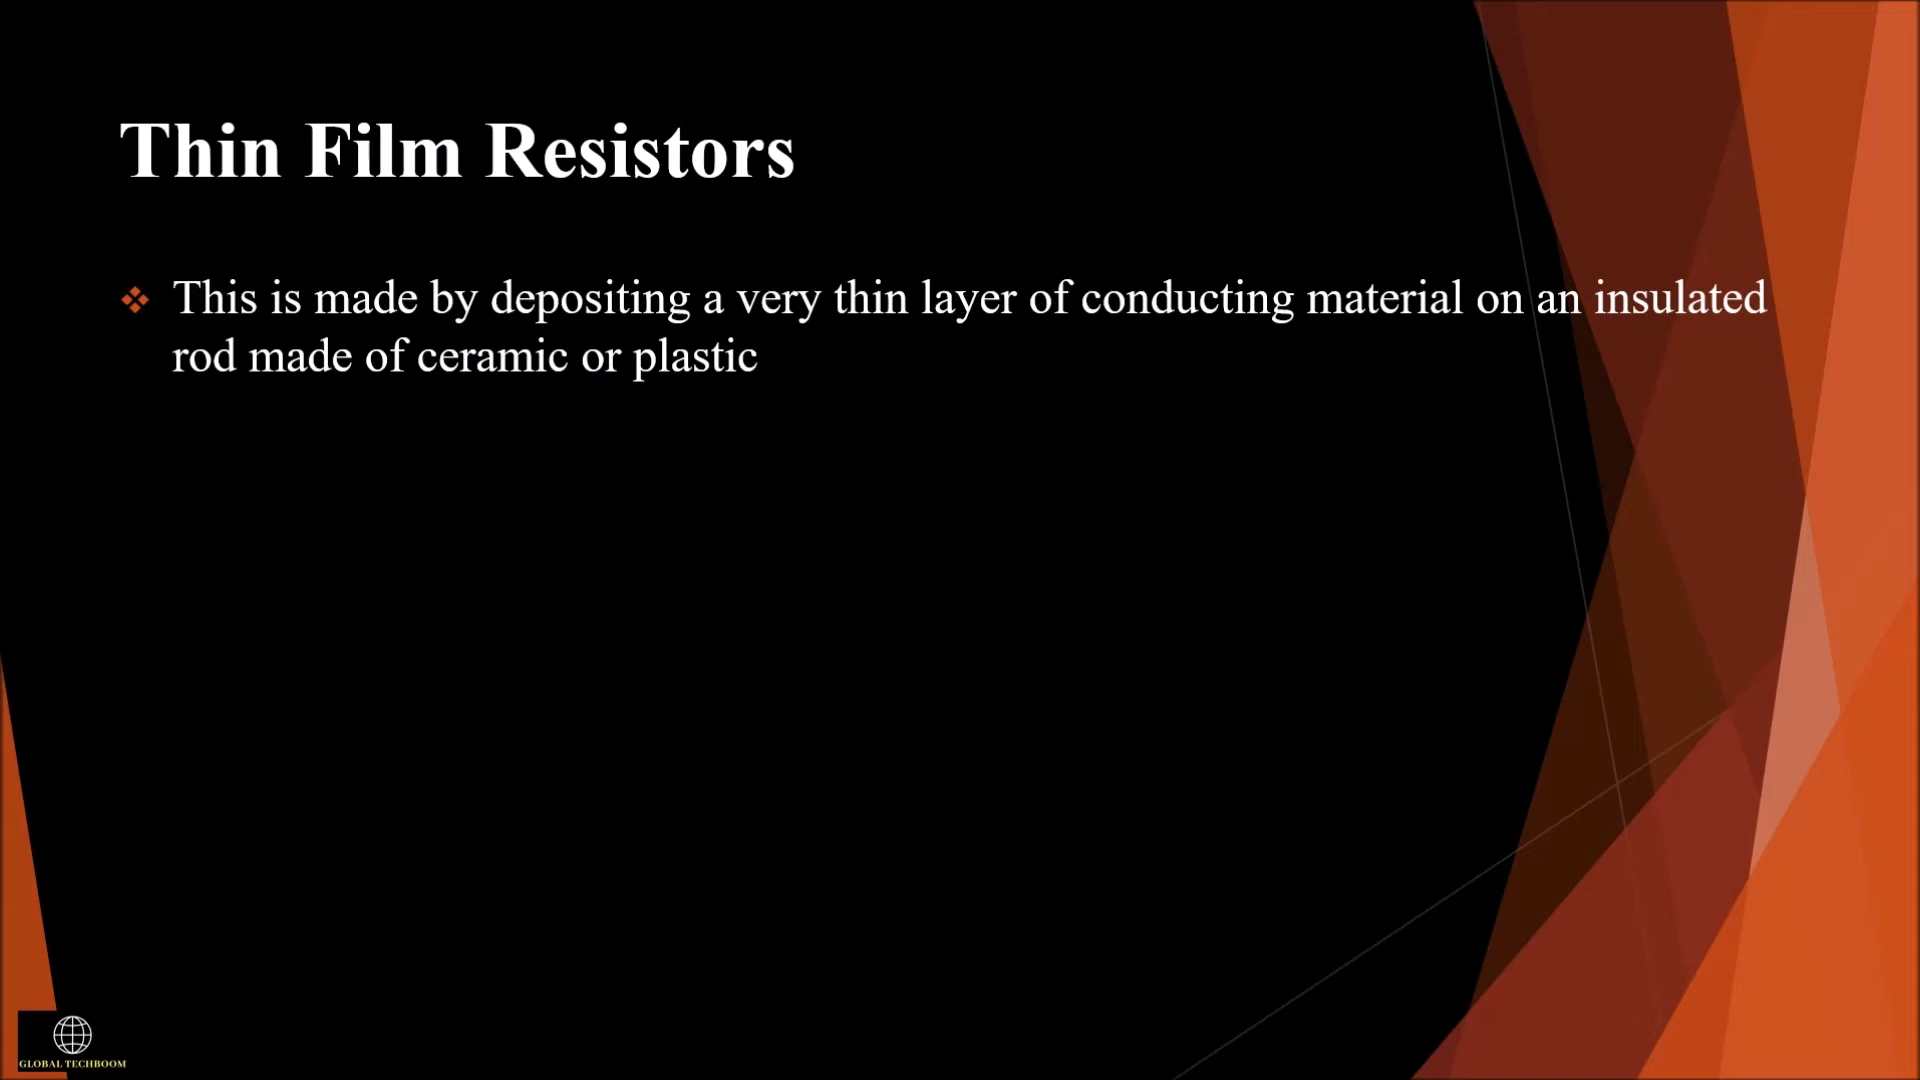 Thin Film Resistors
This is made by depositing a very thin layer of conducting material on an insulated
rod made of ceramic or plastic
GLOBAL TECHBOOM